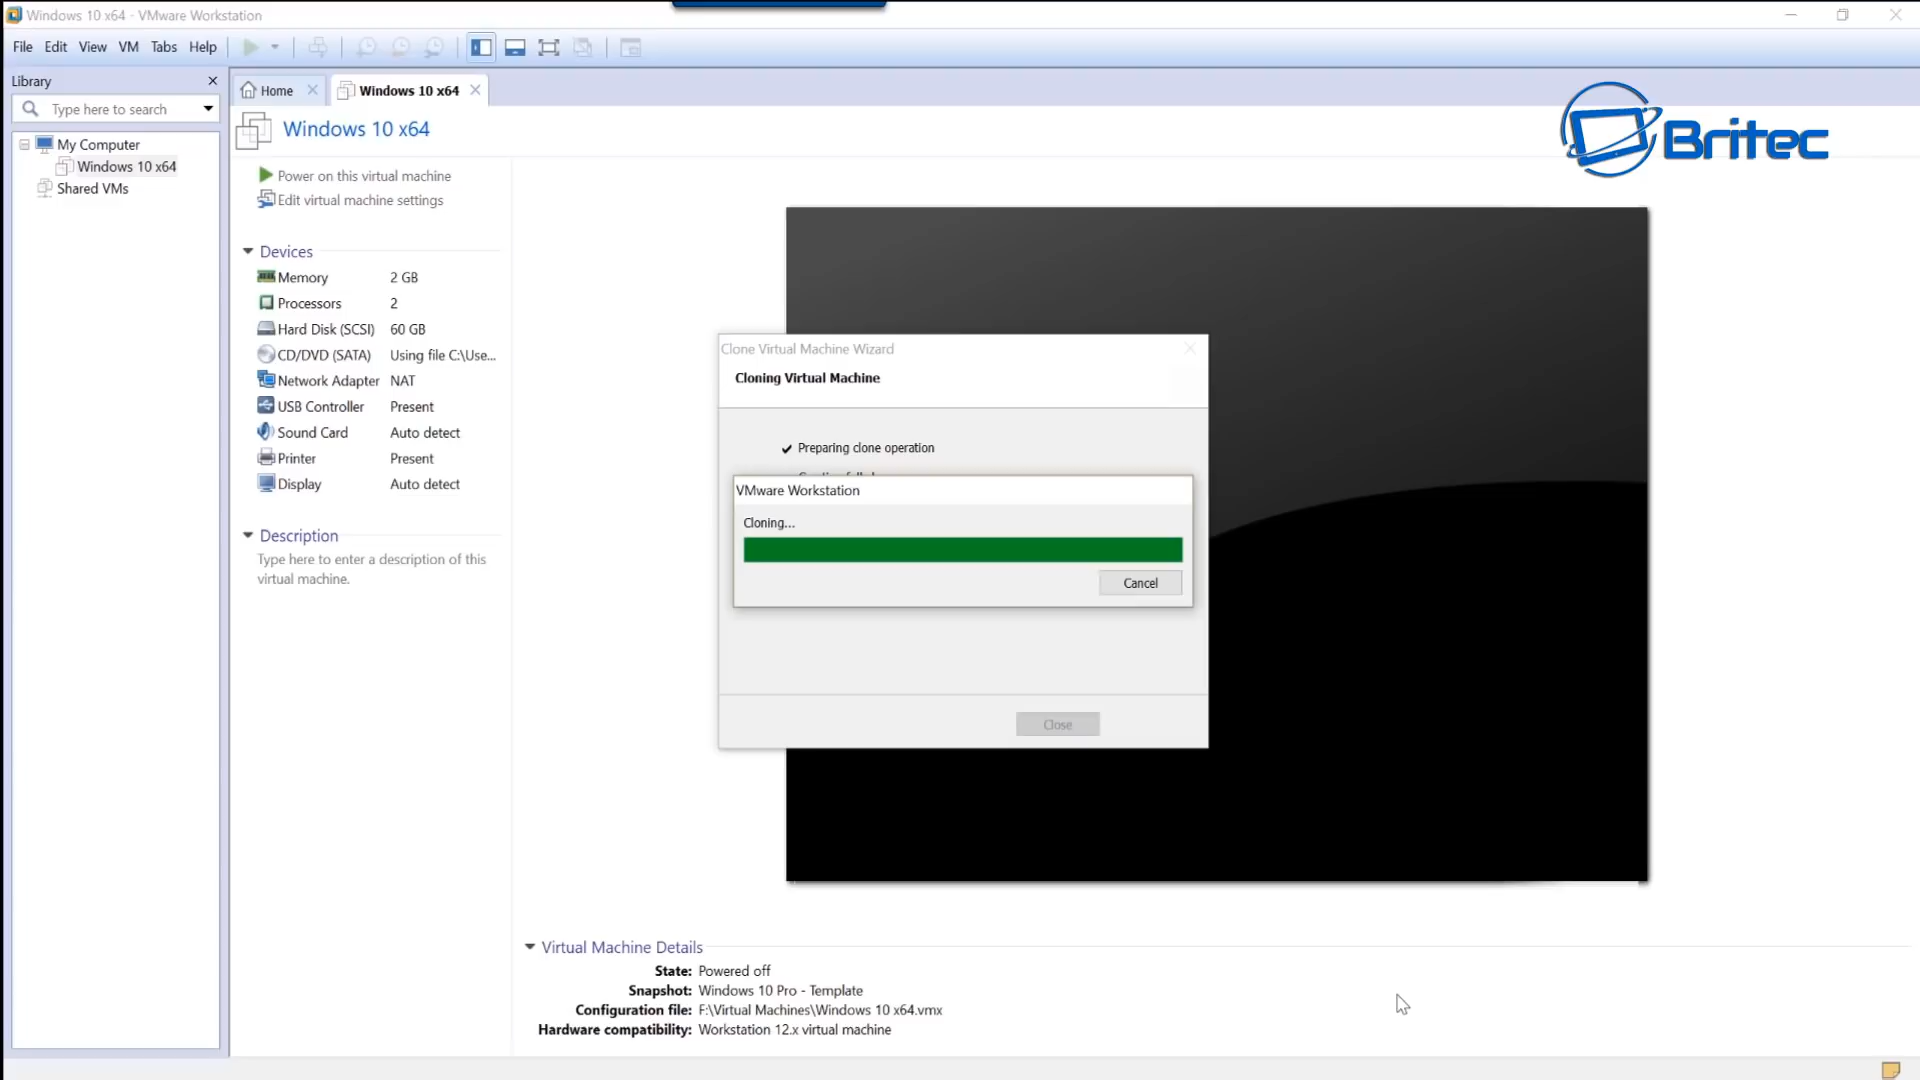 Windows 10 x64 - VMware Workstation
File Edit View VM Tabs Help
Library
Home
Windows 10 x64
Type here to search
Britec
Windows 10 x64
My Computer
Windows 10 x64
Shared VMs
Power on this virtual machine
Edit virtual machine settings
Devices
Memory 2 GB
Processors 2
Hard Disk (SCSI) 60 GB
CD/DVD (SATA) Using file C:\Use...
Network Adapter NAT
USB Controller Present
Sound Card Auto detect
Printer Present
Display Auto detect
Description
Type here to enter a description of this
virtual machine.
Clone Virtual Machine Wizard
Cloning Virtual Machine
Preparing clone operation
VMware Workstation
Cloning...
Cancel
Close
Virtual Machine Details
State: Powered off
Snapshot: Windows 10 Pro - Template
Configuration file: F:\Virtual Machines\Windows 10 x64.vmx
Hardware compatibility: Workstation 12.x virtual machine